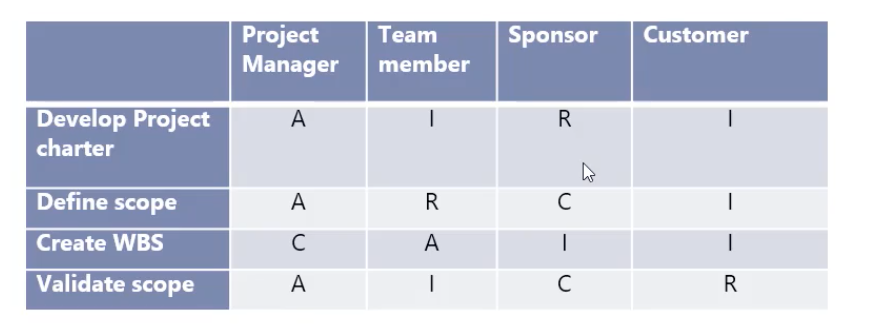 Project Manager Team member Sponsor Customer
Develop Project charter A I R I
Define scope A R C I
Create WBS C A I I
Validate scope A I C R